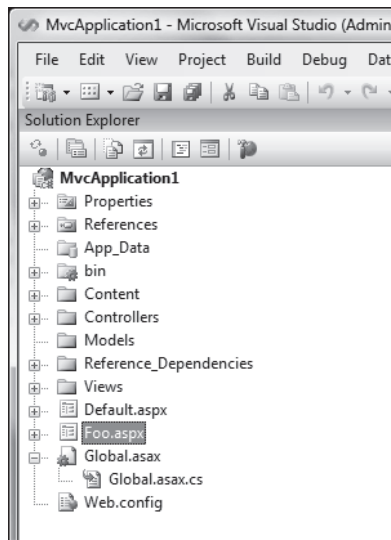 MvcApplication1 - Microsoft Visual Studio (Admin
File Edit View Project Build Debug Dat
Solution Explorer
MvcApplication1
Properties
References
App_Data
bin
Content
Controllers
Models
Reference_Dependencies
Views
Default.aspx
Foo.aspx
Global.asax
Global.asax.cs
Web.config